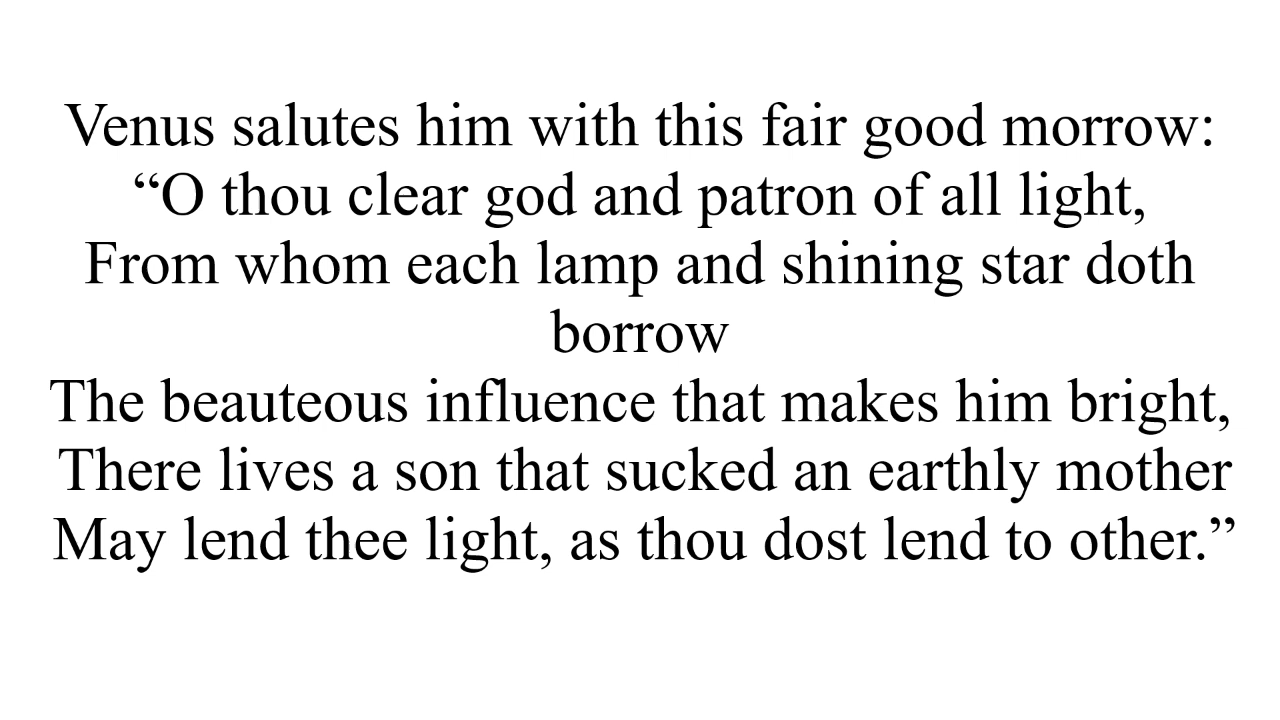 Venus salutes him with this fair good morrow:
“O thou clear god and patron of all light,
From whom each lamp and shining star doth
borrow
The beauteous influence that makes him bright,
There lives a son that sucked an earthly mother
May lend thee light, as thou dost lend to other.”